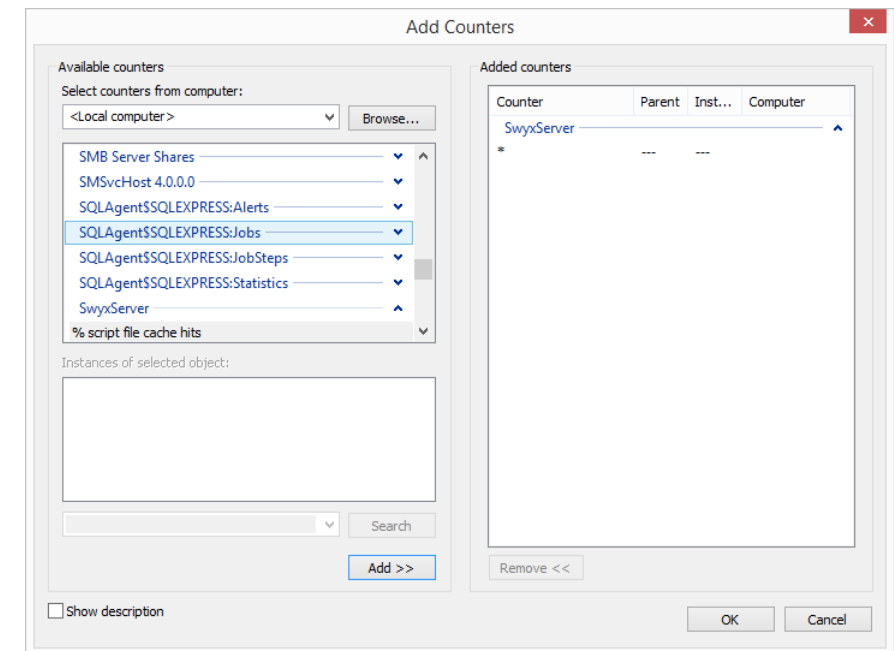 Add Counters
Available counters
Select counters from computer:
<Local computer>
Browse...
SMB Server Shares
SMSvcHost 4.0.0.0
SQLAgent$SQLEXPRESS:Alerts
SQLAgent$SQLEXPRESS:Jobs
SQLAgent$SQLEXPRESS:JobSteps
SQLAgent$SQLEXPRESS:Statistics
SwyxServer
% script file cache hits
Instances of selected object:
Search
Add >>
Show description
Added counters
Counter Parent Inst... Computer
SwyxServer
* --- ---
Remove <<
OK Cancel